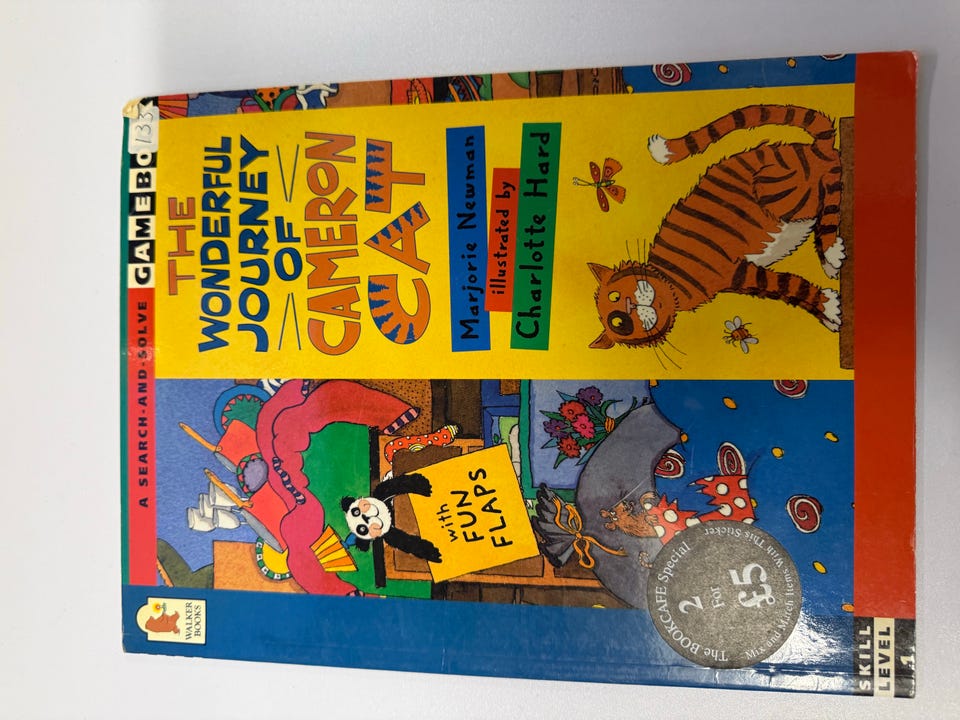 A SEARCH-AND-SOLVE GAMEBO
133
THE
WONDERFUL
JOURNEY
OF
CAMERON
CAT
Marjorie Newman
illustrated by
Charlotte Hard
with
FUN
FLAPS
WALKER
BOOKS
The BOOKCAFE Special
2
For
£5
Mix and Match Items With This Sticker
SKILL
LEVEL
1